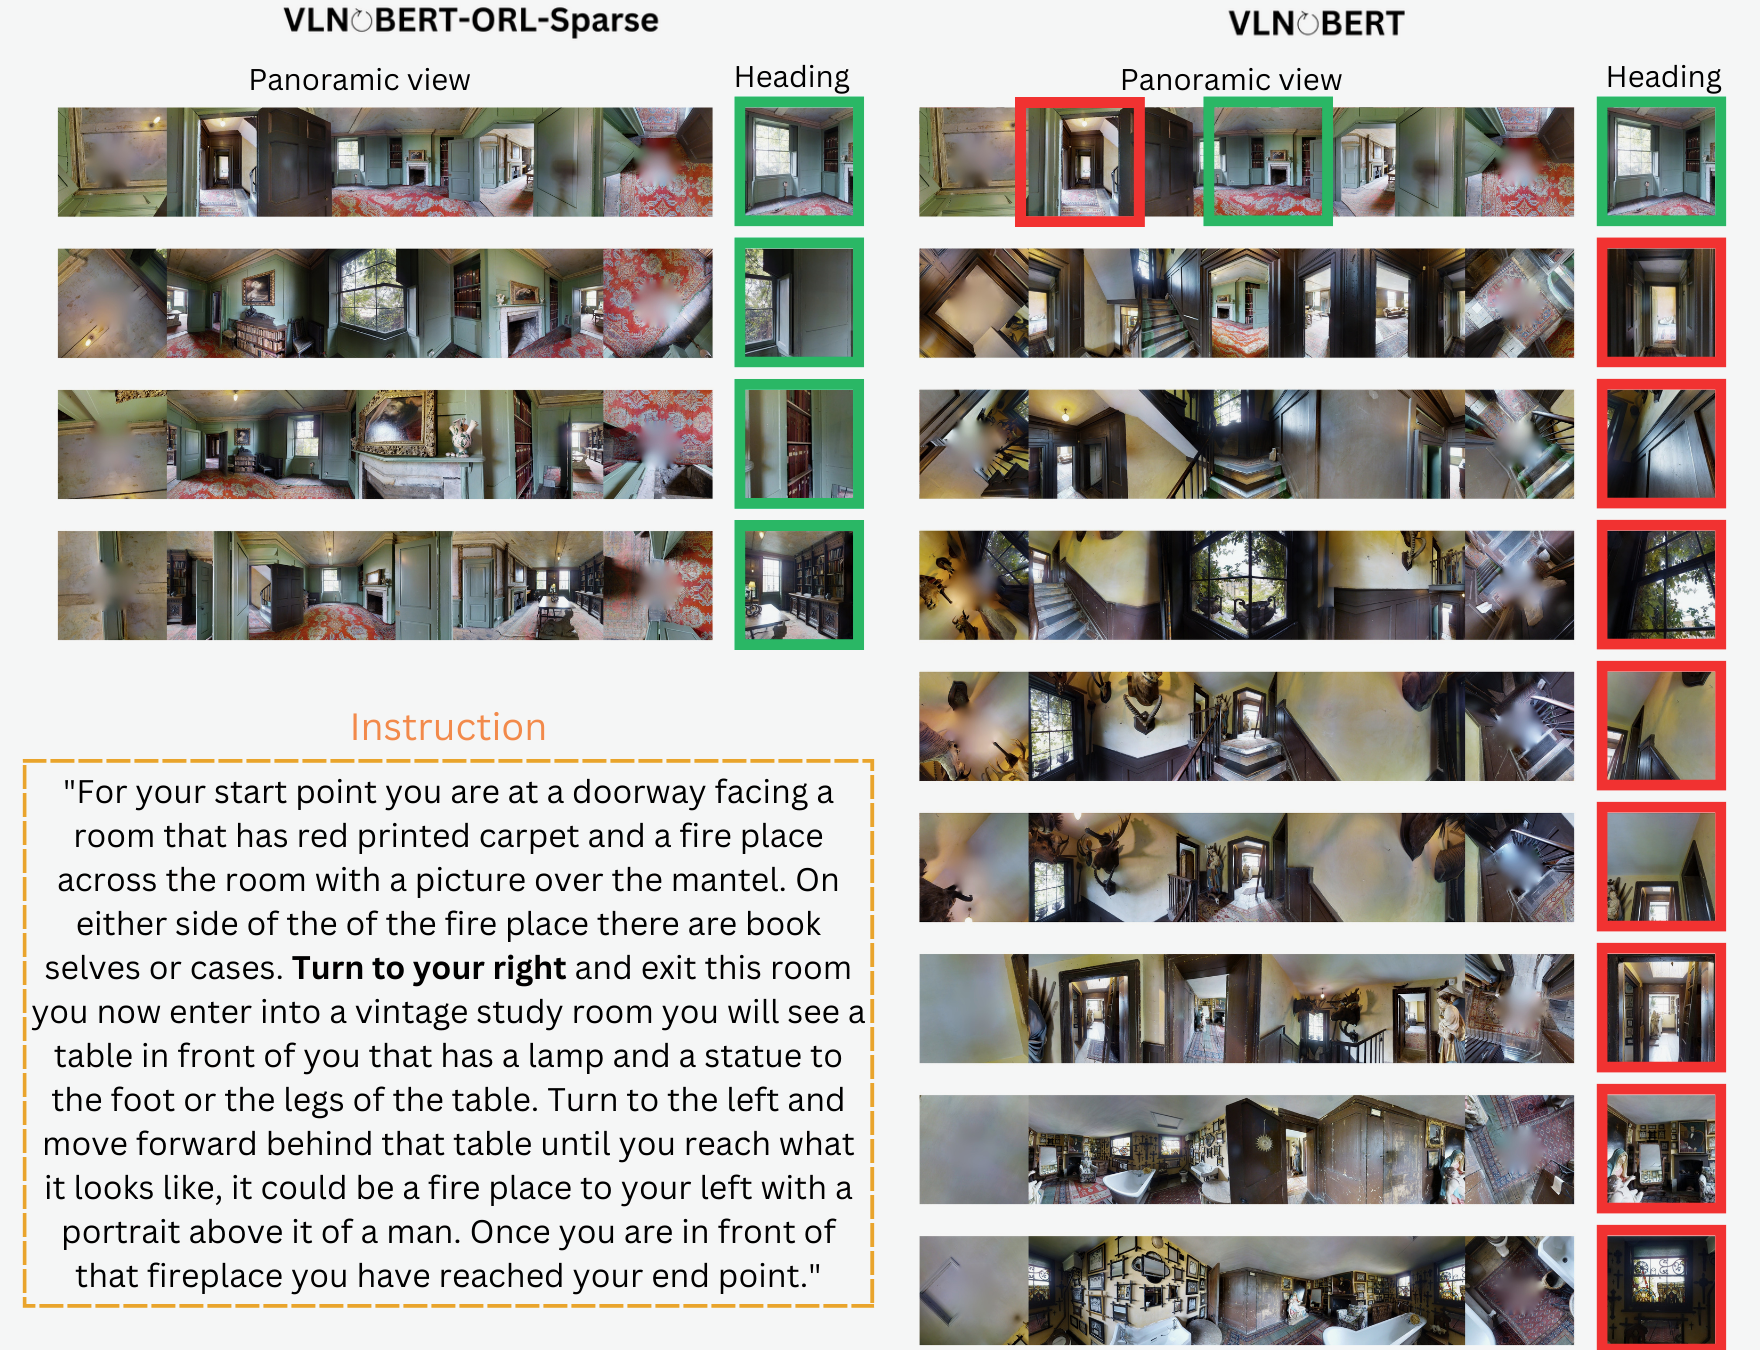 VLN↻BERT-ORL-Sparse
Panoramic view
Heading
VLN↻BERT
Panoramic view
Heading
Instruction
"For your start point you are at a doorway facing a
room that has red printed carpet and a fire place
across the room with a picture over the mantel. On
either side of the of the fire place there are book
selves or cases. Turn to your right and exit this room
you now enter into a vintage study room you will see a
table in front of you that has a lamp and a statue to
the foot or the legs of the table. Turn to the left and
move forward behind that table until you reach what
it looks like, it could be a fire place to your left with a
portrait above it of a man. Once you are in front of
that fireplace you have reached your end point."